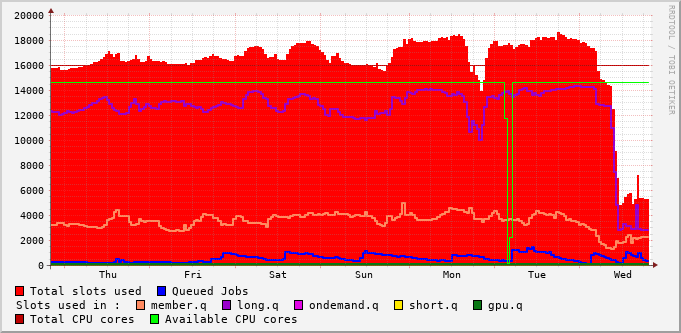 20000
18000
16000
14000
12000
10000
8000
6000
4000
2000
0
Thu Fri Sat Sun Mon Tue Wed
RRDTOOL / TOBI OETIKER
Total slots used Queued Jobs
Slots used in : member.q long.q ondemand.q short.q gpu.q
Total CPU cores Available CPU cores